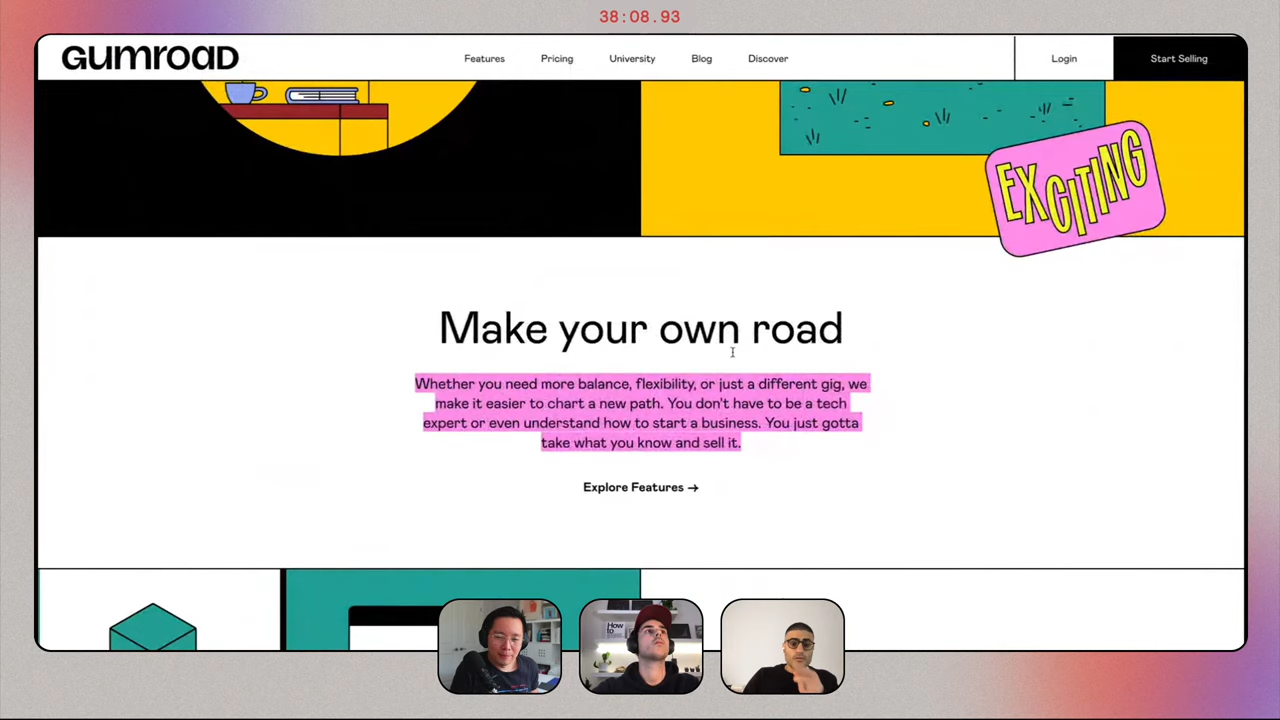 38:08.93
GUMROAD
Features Pricing University Blog Discover Login Start Selling
EXCITING
Make your own road
Whether you need more balance, flexibility, or just a different gig, we
make it easier to chart a new path. You don't have to be a tech
expert or even understand how to start a business. You just gotta
take what you know and sell it.
Explore Features →
How
to